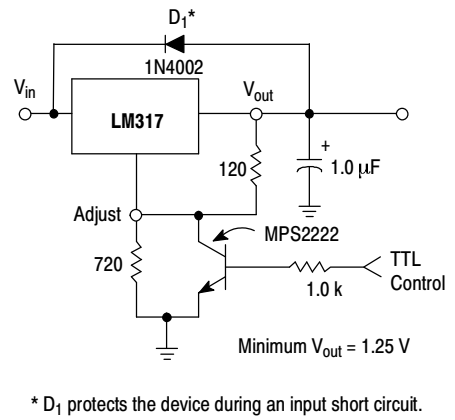 D1*
1N4002
Vin
LM317
Vout
120
+
1.0 μF
Adjust
MPS2222
720
1.0 k
TTL
Control
Minimum Vout = 1.25 V
* D1 protects the device during an input short circuit.